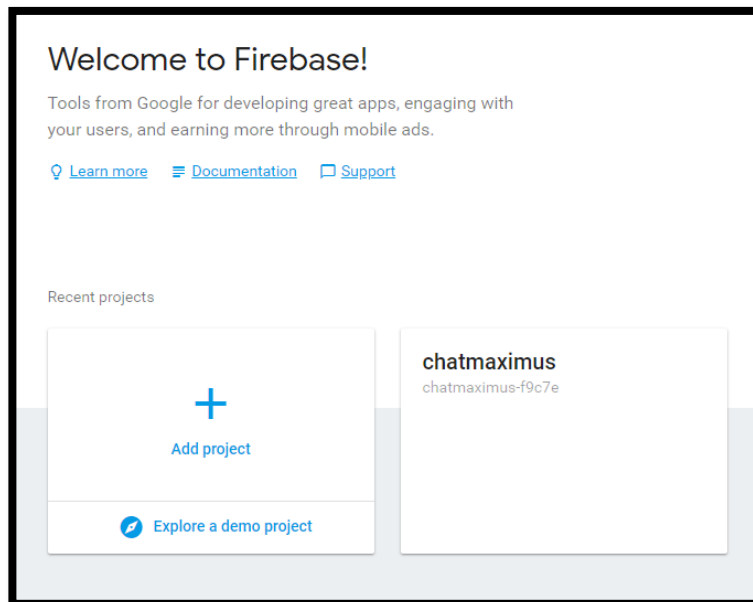 Welcome to Firebase!
Tools from Google for developing great apps, engaging with
your users, and earning more through mobile ads.
Learn more Documentation Support
Recent projects
Add project
Explore a demo project
chatmaximus
chatmaximus-f9c7e